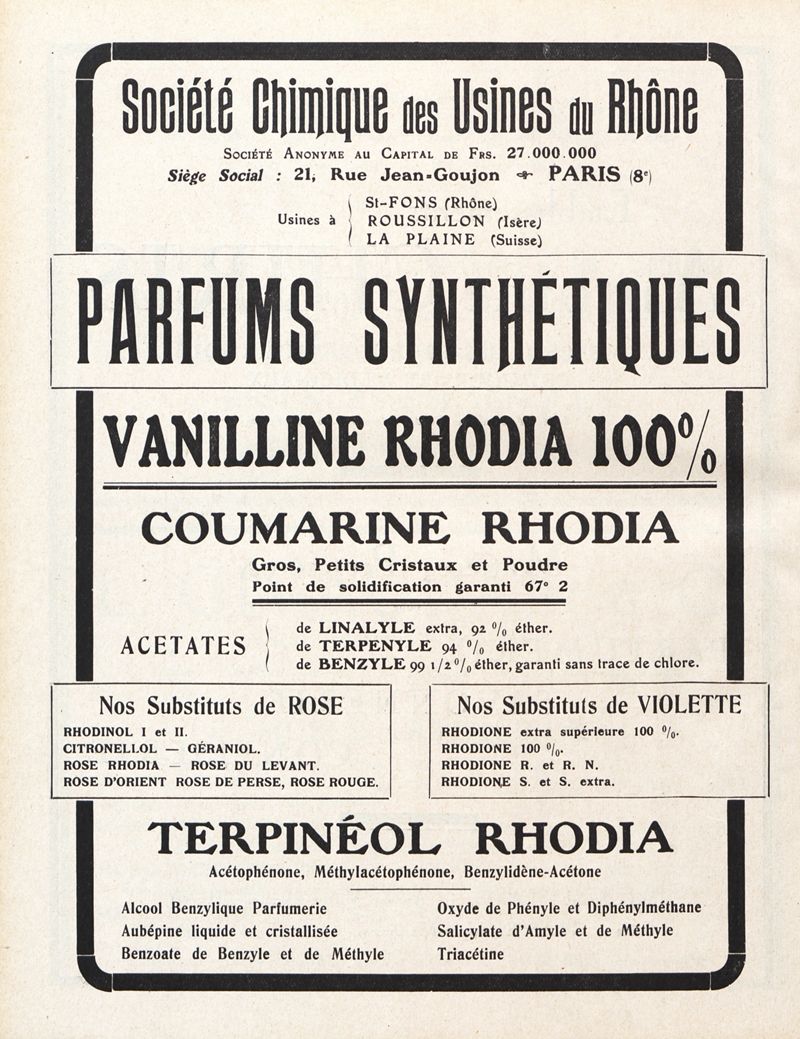 Société Chimique des Usines du Rhône
Société Anonyme au Capital de Frs. 27.000.000
Siège Social : 21, Rue Jean-Goujon PARIS (8e)
Usines à
St-FONS (Rhône)
ROUSSILLON (Isère)
LA PLAINE (Suisse)
PARFUMS SYNTHÉTIQUES
VANILLINE RHODIA 100%
COUMARINE RHODIA
Gros, Petits Cristaux et Poudre
Point de solidification garanti 67° 2
ACETATES
de LINALYLE extra, 92 % éther.
de TERPENYLE 94 % éther.
de BENZYLE 99 1/2 % éther, garanti sans trace de chlore.
Nos Substituts de ROSE
RHODINOL I et II.
CITRONELLOL — GÉRANIOL.
ROSE RHODIA — ROSE DU LEVANT.
ROSE D'ORIENT ROSE DE PERSE, ROSE ROUGE.
Nos Substituts de VIOLETTE
RHODIONE extra supérieure 100 %.
RHODIONE 100 %.
RHODIONE R. et R. N.
RHODIONE S. et S. extra.
TERPINÉOL RHODIA
Acétophénone, Méthylacétophénone, Benzylidène-Acétone
Alcool Benzylique Parfumerie
Aubépine liquide et cristallisée
Benzoate de Benzyle et de Méthyle
Oxyde de Phényle et Diphénylméthane
Salicylate d'Amyle et de Méthyle
Triacétine